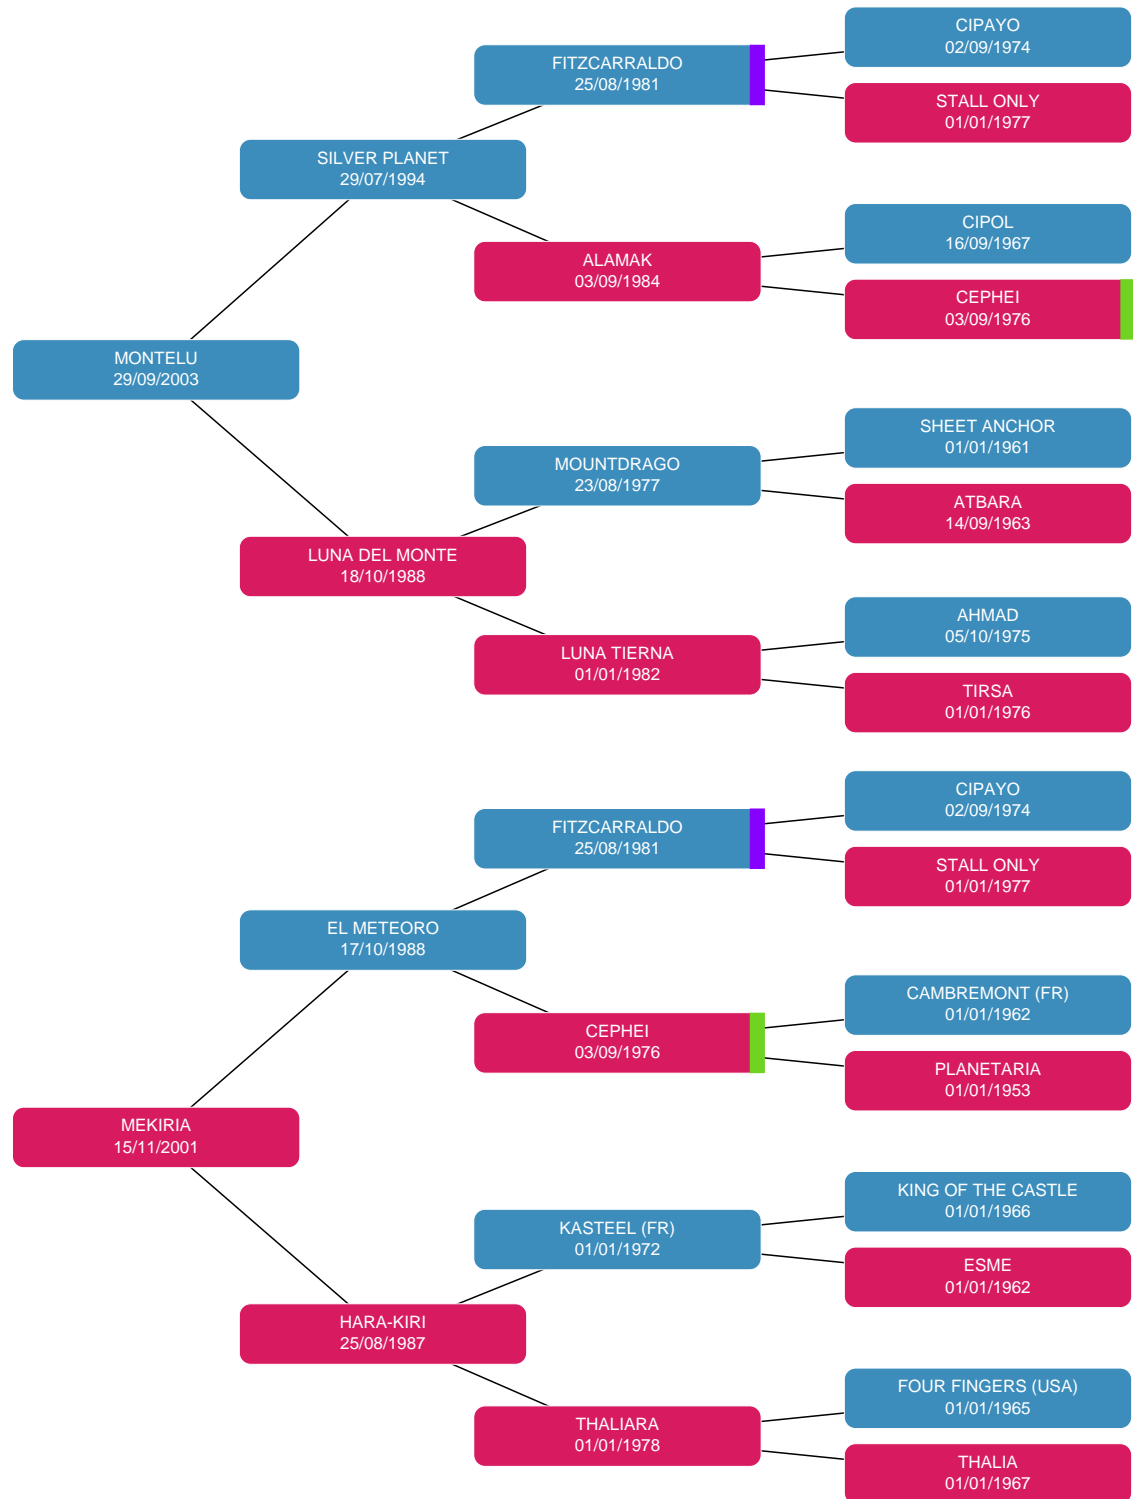 CIPAYO
02/09/1974
FITZCARRALDO
25/08/1981
STALL ONLY
01/01/1977
SILVER PLANET
29/07/1994
CIPOL
16/09/1967
ALAMAK
03/09/1984
CEPHEI
03/09/1976
MONTELU
29/09/2003
SHEET ANCHOR
01/01/1961
MOUNTDRAGO
23/08/1977
ATBARA
14/09/1963
LUNA DEL MONTE
18/10/1988
AHMAD
05/10/1975
LUNA TIERNA
01/01/1982
TIRSA
01/01/1976
CIPAYO
02/09/1974
FITZCARRALDO
25/08/1981
STALL ONLY
01/01/1977
EL METEORO
17/10/1988
CAMBREMONT (FR)
01/01/1962
CEPHEI
03/09/1976
PLANETARIA
01/01/1953
MEKIRIA
15/11/2001
KING OF THE CASTLE
01/01/1966
KASTEEL (FR)
01/01/1972
ESME
01/01/1962
HARA-KIRI
25/08/1987
FOUR FINGERS (USA)
01/01/1965
THALIARA
01/01/1978
THALIA
01/01/1967